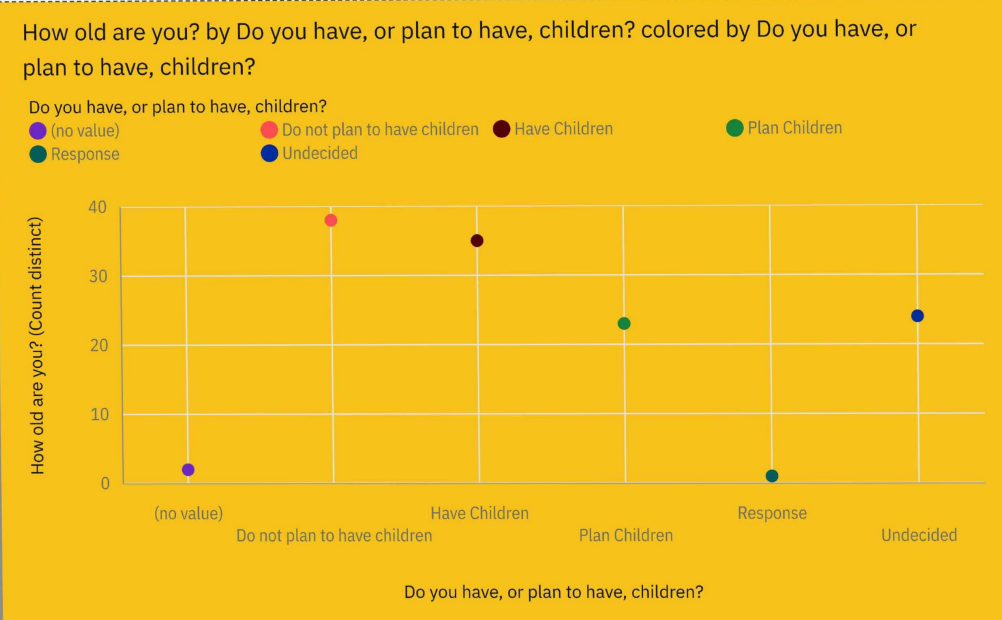 How old are you? by Do you have, or plan to have, children? colored by Do you have, or
plan to have, children?
Do you have, or plan to have, children?
(no value) Do not plan to have children Have Children Plan Children
Response Undecided
How old are you? (Count distinct)
40
30
20
10
0
(no value) Have Children Response
Do not plan to have children Plan Children Undecided
Do you have, or plan to have, children?